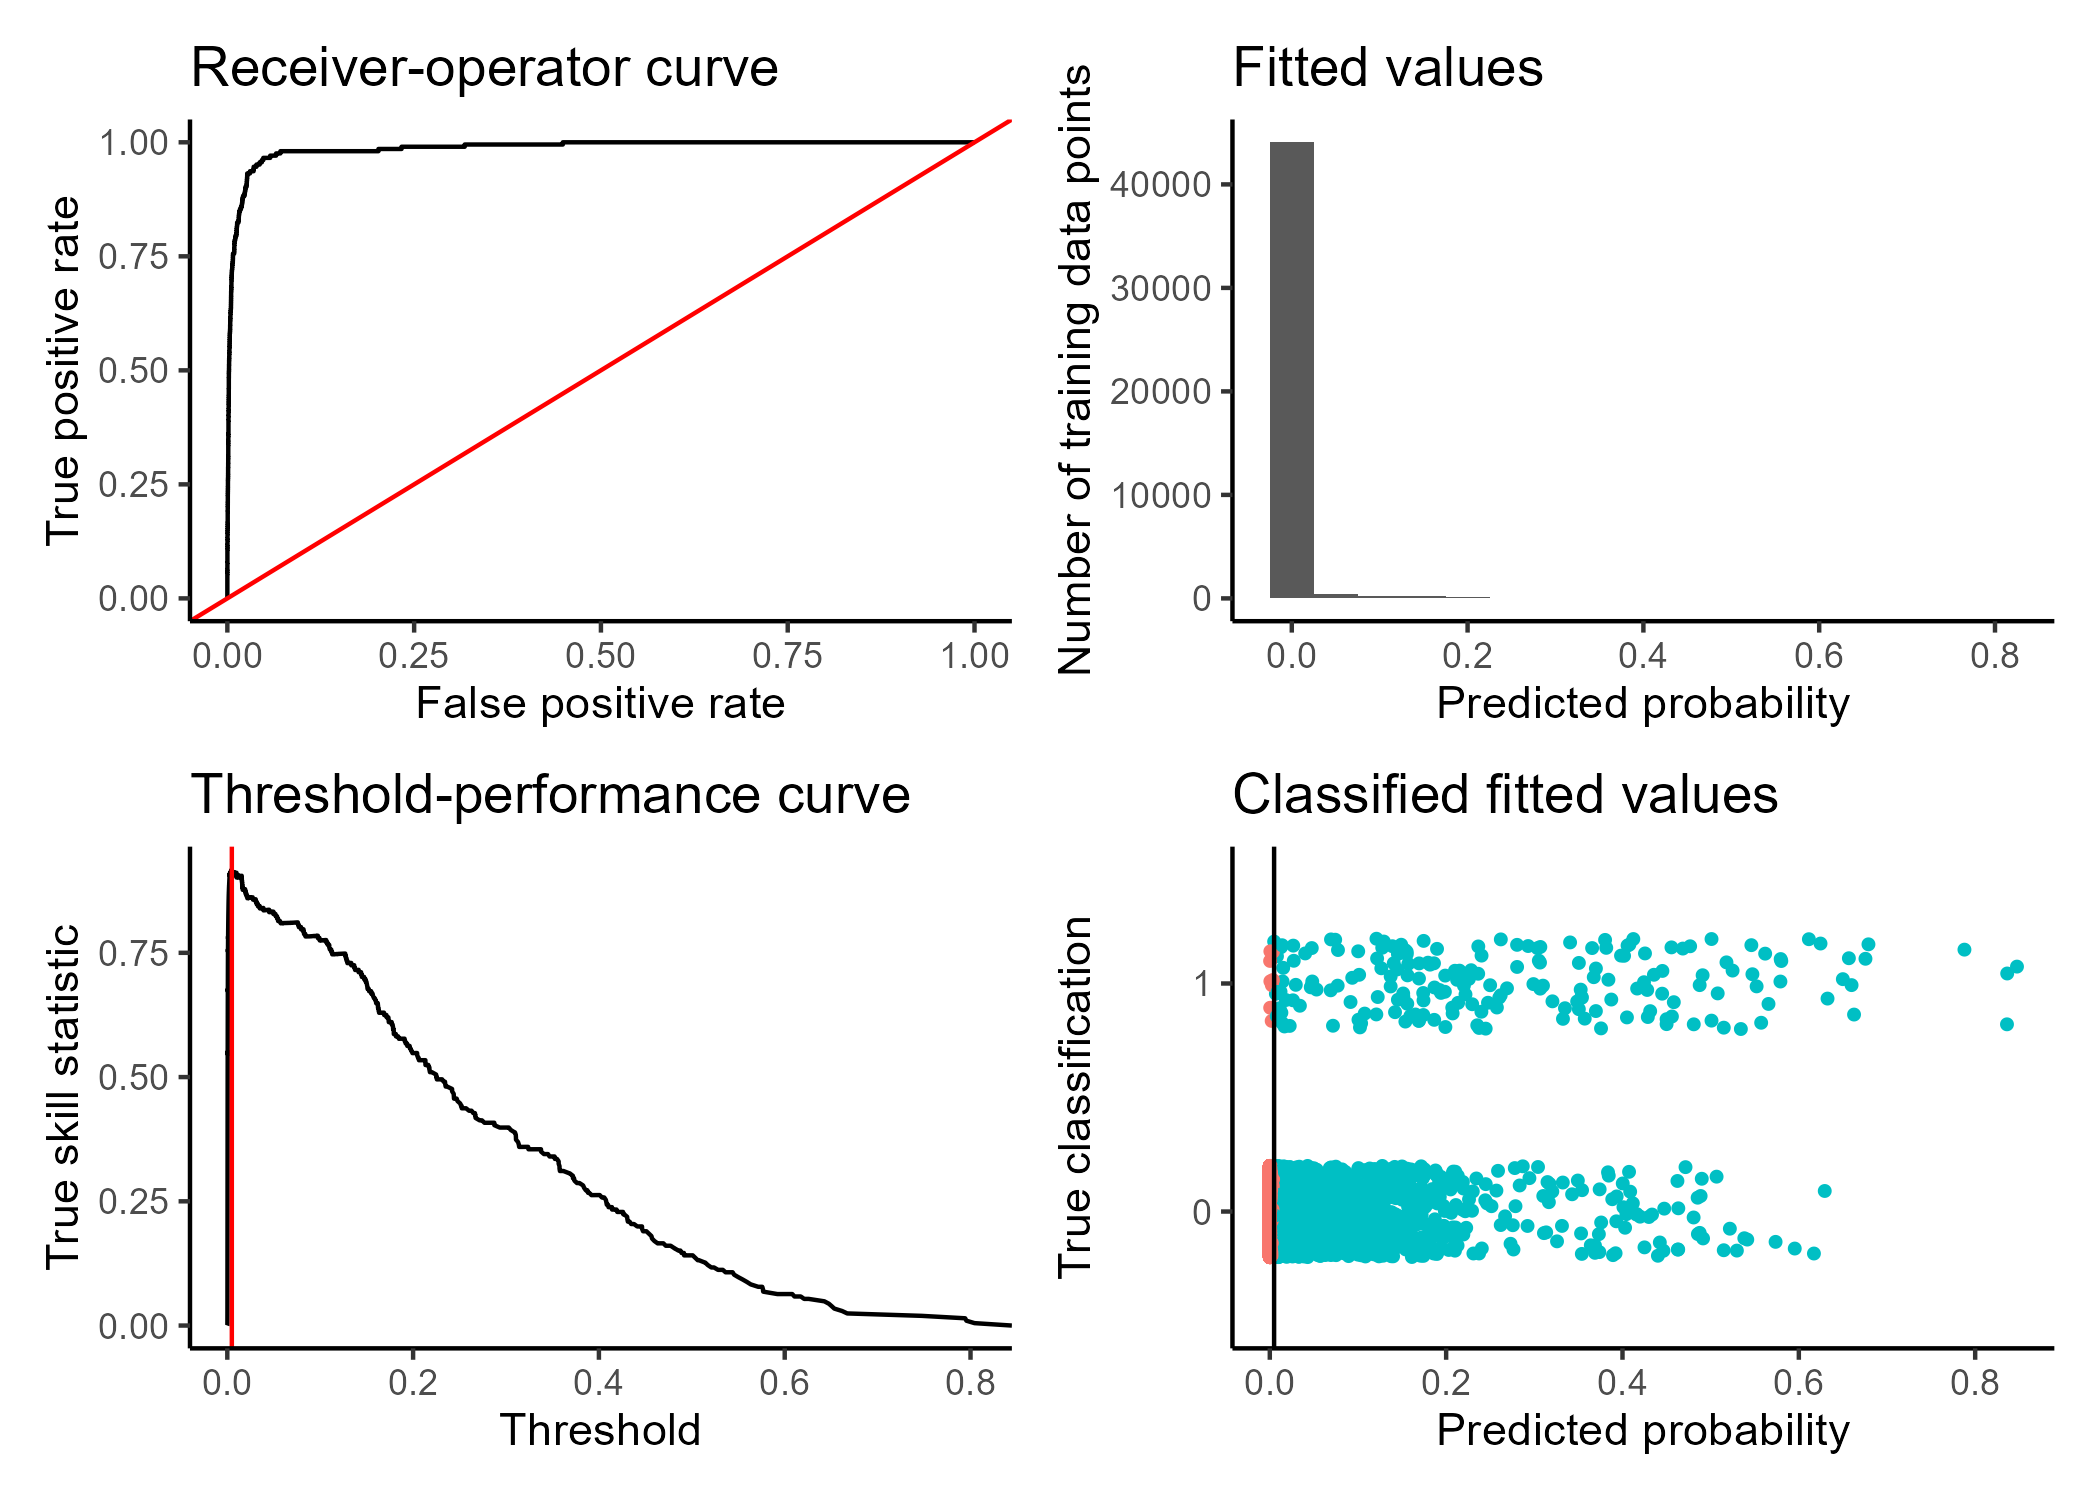 Receiver-operator curve
True positive rate
1.00
0.75
0.50
0.25
0.00
0.00 0.25 0.50 0.75 1.00
False positive rate
Fitted values
Number of training data points
40000
30000
20000
10000
0
0.0 0.2 0.4 0.6 0.8
Predicted probability
Threshold-performance curve
True skill statistic
0.75
0.50
0.25
0.00
0.0 0.2 0.4 0.6 0.8
Threshold
Classified fitted values
True classification
1
0
0.0 0.2 0.4 0.6 0.8
Predicted probability